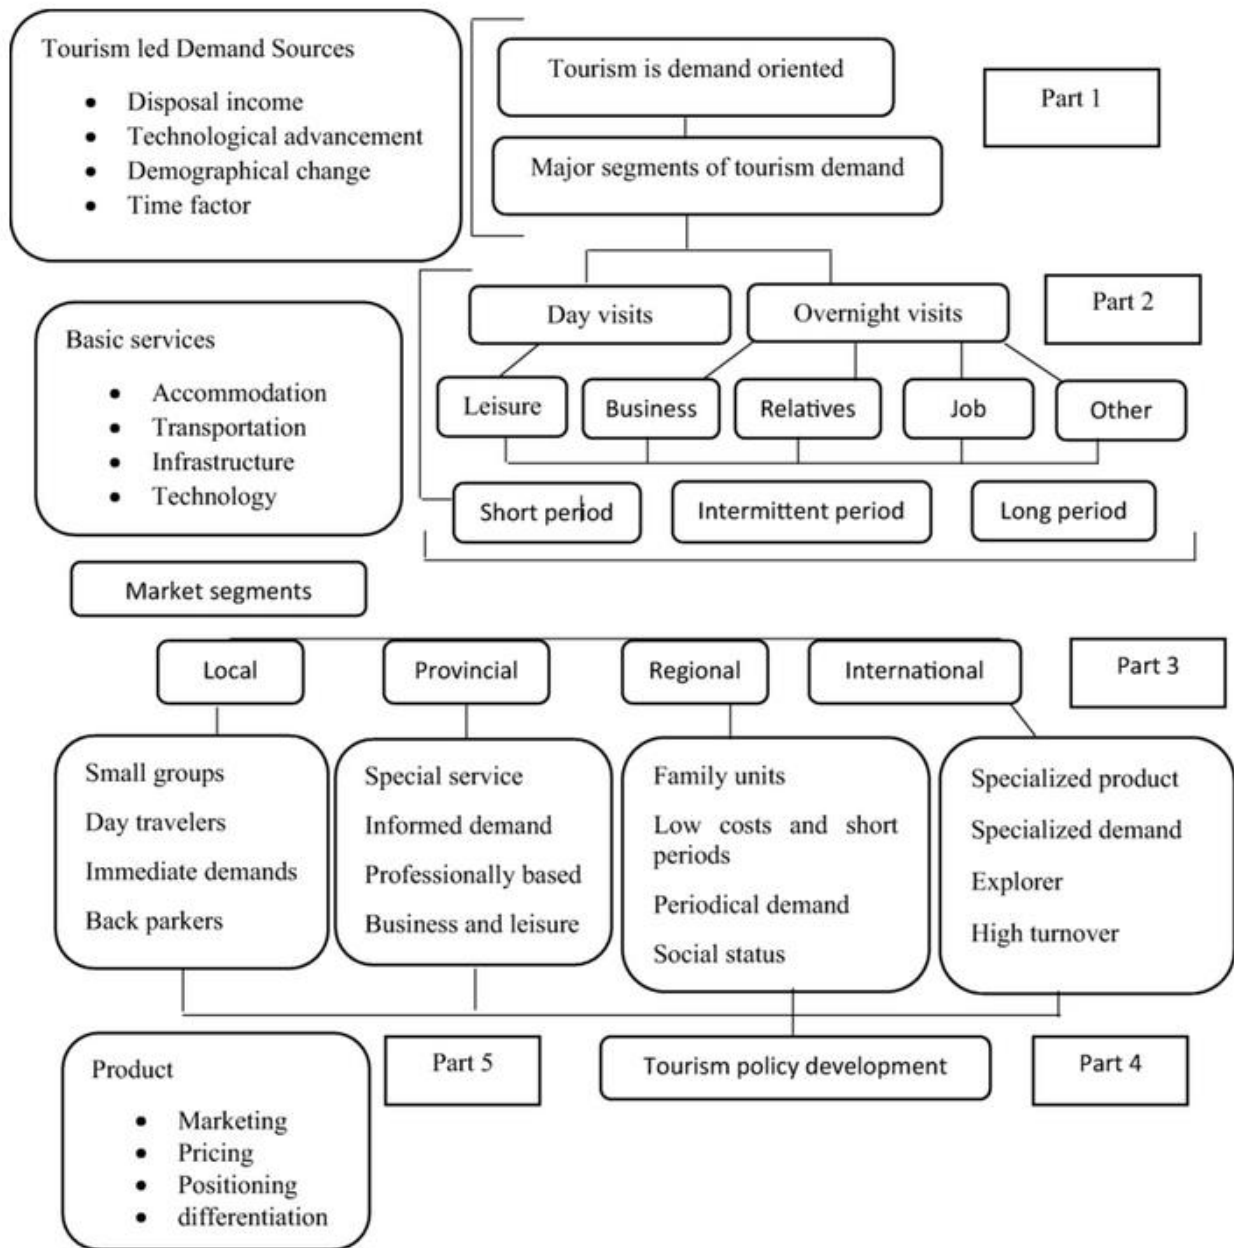 Tourism led Demand Sources
• Disposal income
• Technological advancement
• Demographical change
• Time factor
Tourism is demand oriented
Part 1
Major segments of tourism demand
Day visits
Overnight visits
Part 2
Basic services
• Accommodation
• Transportation
• Infrastructure
• Technology
Leisure
Business
Relatives
Job
Other
Short period
Intermittent period
Long period
Market segments
Local
Provincial
Regional
International
Part 3
Small groups
Day travelers
Immediate demands
Back parkers
Special service
Informed demand
Professionally based
Business and leisure
Family units
Low costs and short
periods
Periodical demand
Social status
Specialized product
Specialized demand
Explorer
High turnover
Product
• Marketing
• Pricing
• Positioning
• differentiation
Part 5
Tourism policy development
Part 4